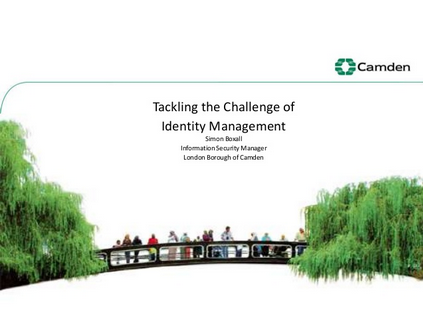 Camden
Tackling the Challenge of
Identity Management
Simon Boxall
Information Security Manager
London Borough of Camden